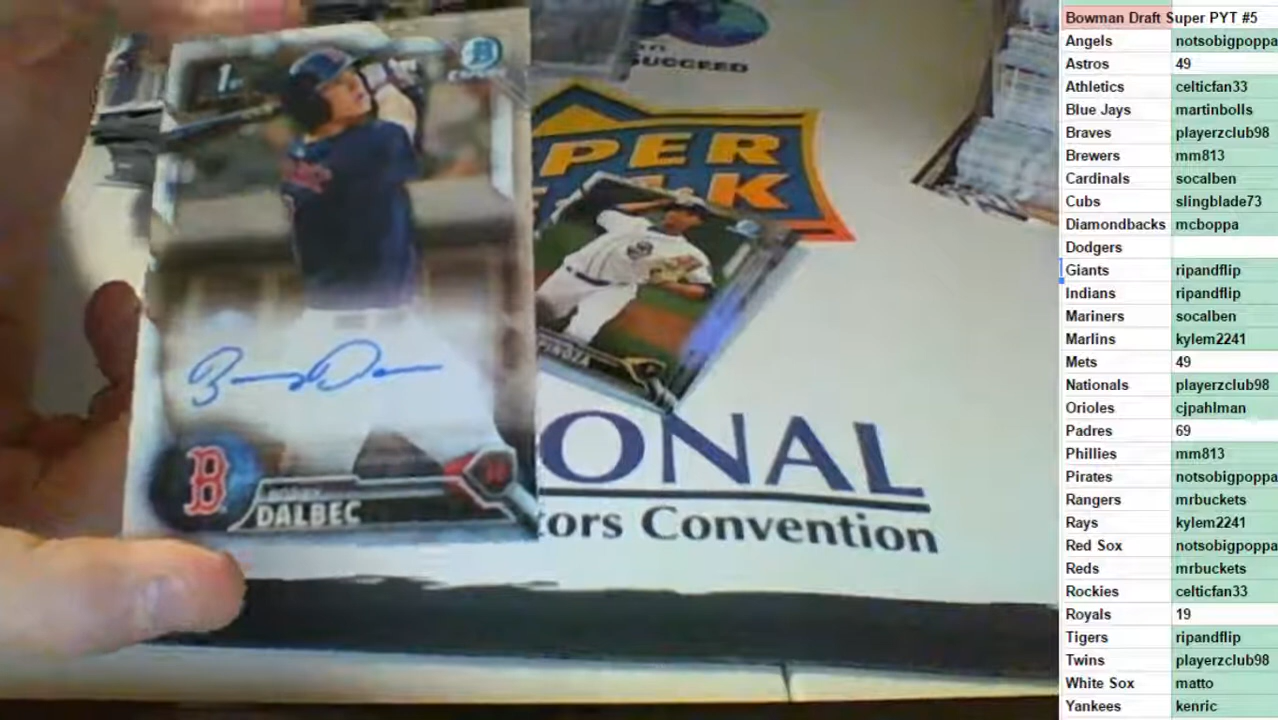 SUCCEED
PER
ONAL
tors Convention
DALBEC
B
Bowman Draft Super PYT #5
Angels notsobigpoppa
Astros 49
Athletics celticfan33
Blue Jays martinbolls
Braves playerzclub98
Brewers mm813
Cardinals socalben
Cubs slingblade73
Diamondbacks mcboppa
Dodgers
Giants ripandflip
Indians ripandflip
Mariners socalben
Marlins kylem2241
Mets 49
Nationals playerzclub98
Orioles cjpahlman
Padres 69
Phillies mm813
Pirates notsobigpoppa
Rangers mrbuckets
Rays kylem2241
Red Sox notsobigpoppa
Reds mrbuckets
Rockies celticfan33
Royals 19
Tigers ripandflip
Twins playerzclub98
White Sox matto
Yankees kenric